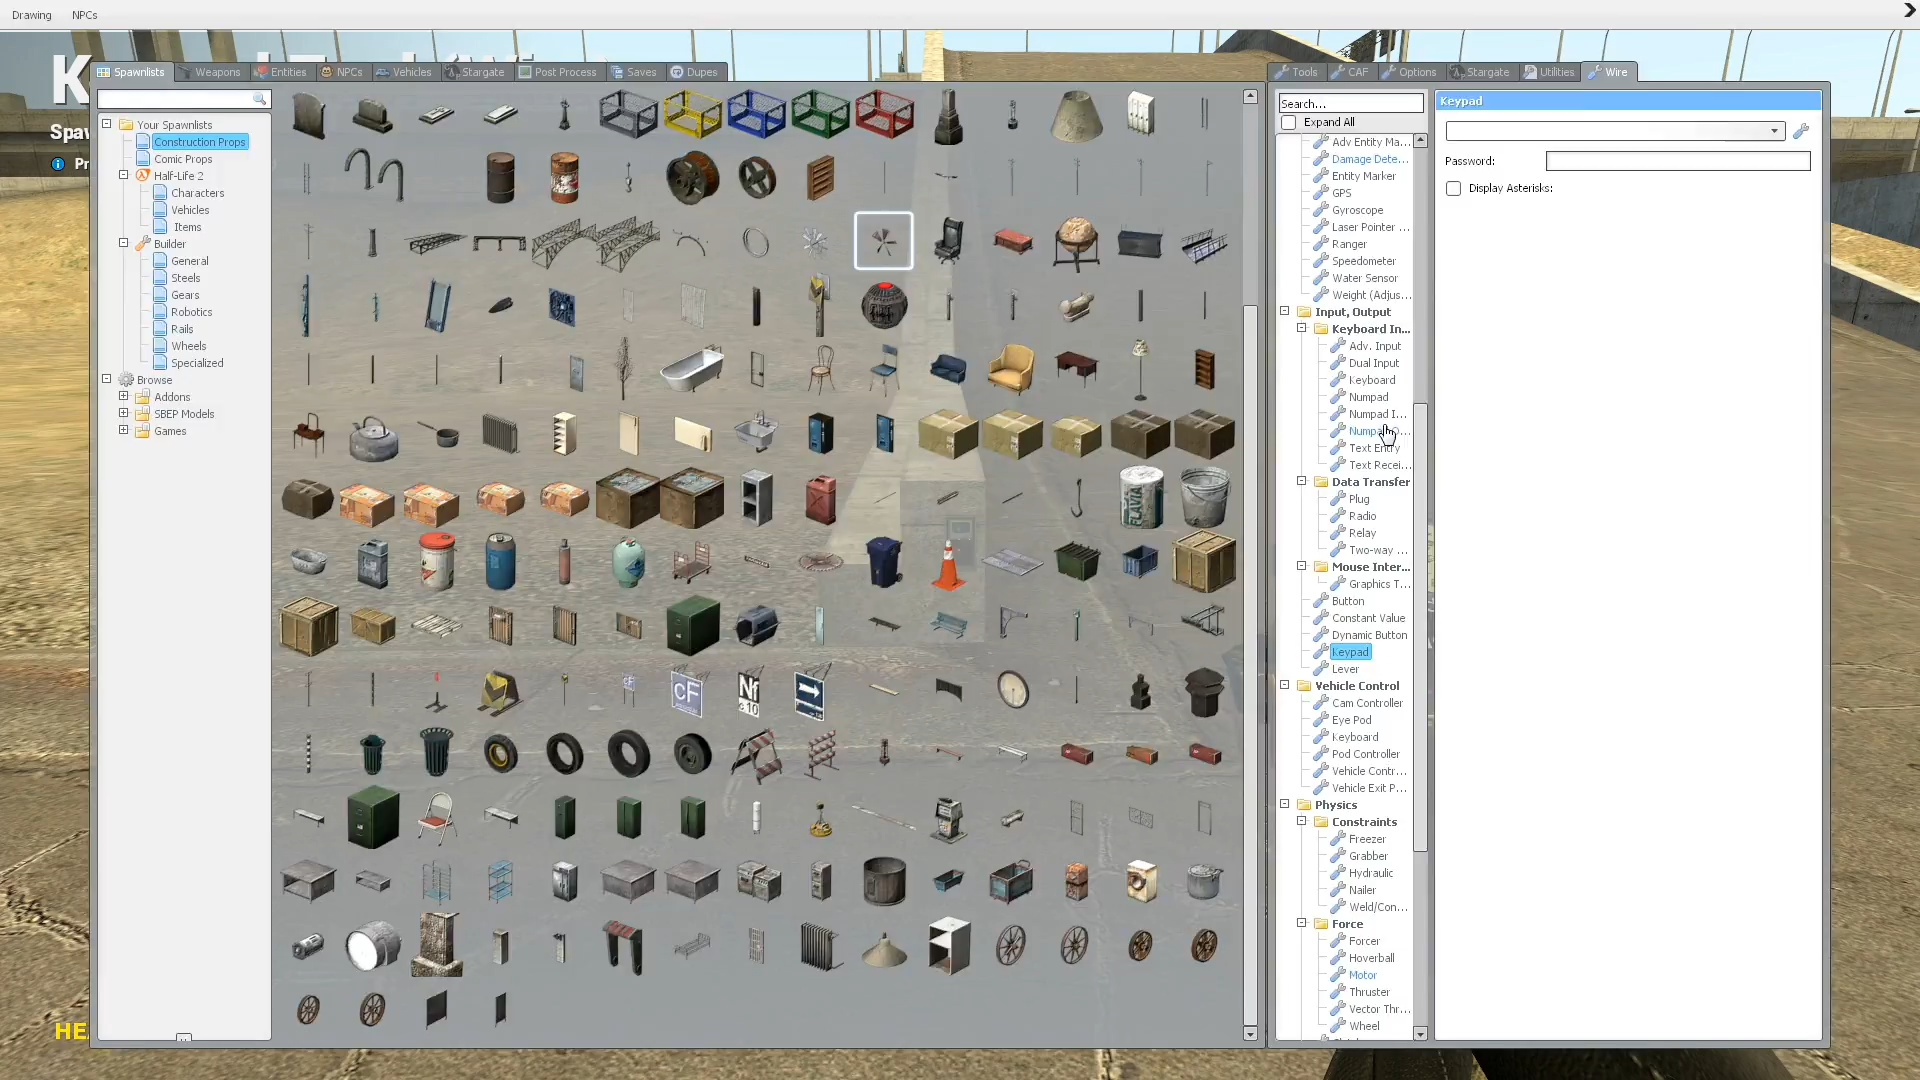 Drawing NPCs
Spawnlists Weapons Entities NPCs Vehicles Stargate Post Process Saves Dupes
Tools CAF Options Stargate Utilities Wire
Your Spawnlists
Construction Props
Comic Props
Half-Life 2
Characters
Vehicles
Items
Builder
General
Steels
Gears
Robotics
Rails
Wheels
Specialized
Browse
Addons
SBEP Models
Games
K
Spaw
Pr
HE
cF
Nf
e 10
Search...
Expand All
Adv Entity Ma...
Damage Dete...
Entity Marker
GPS
Gyroscope
Laser Pointer ...
Ranger
Speedometer
Water Sensor
Weight (Adjus...
Input, Output
Keyboard In...
Adv. Input
Dual Input
Keyboard
Numpad
Numpad I...
Text Entry
Text Recei...
Data Transfer
Plug
Radio
Relay
Two-way ...
Mouse Inter...
Graphics T...
Button
Constant Value
Dynamic Button
Keypad
Lever
Vehicle Control
Cam Controller
Eye Pod
Keyboard
Pod Controller
Vehicle Contr...
Vehicle Exit P...
Physics
Constraints
Freezer
Grabber
Hydraulic
Nailer
Weld/Con...
Force
Forcer
Hoverball
Motor
Thruster
Vector Thr...
Wheel
Keypad
Password:
Display Asterisks: